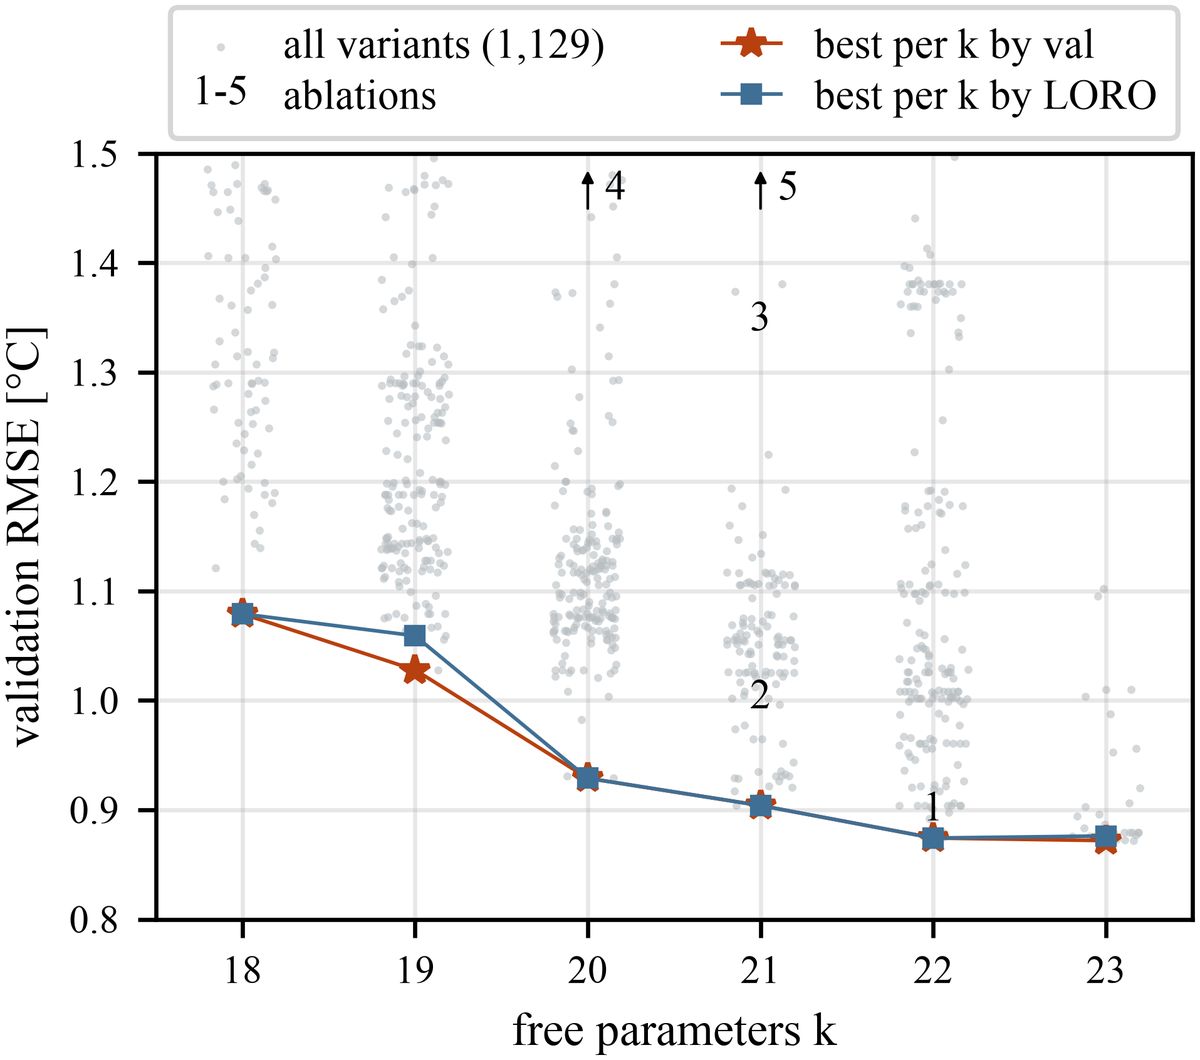 all variants (1,129)
1-5 ablations
best per k by val
best per k by LORO
1.5
1.4
1.3
1.2
1.1
1.0
0.9
0.8
validation RMSE [°C]
4
5
3
2
1
18 19 20 21 22 23
free parameters k